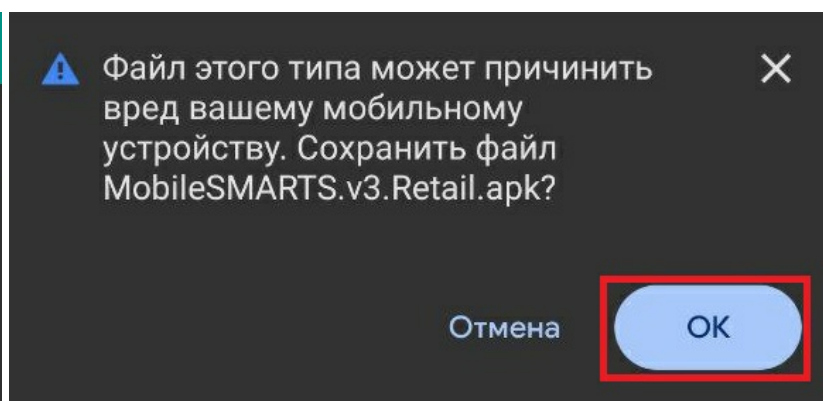 Файл этого типа может причинить
вред вашему мобильному
устройству. Сохранить файл
MobileSMARTS.v3.Retail.apk?
Отмена
ОК